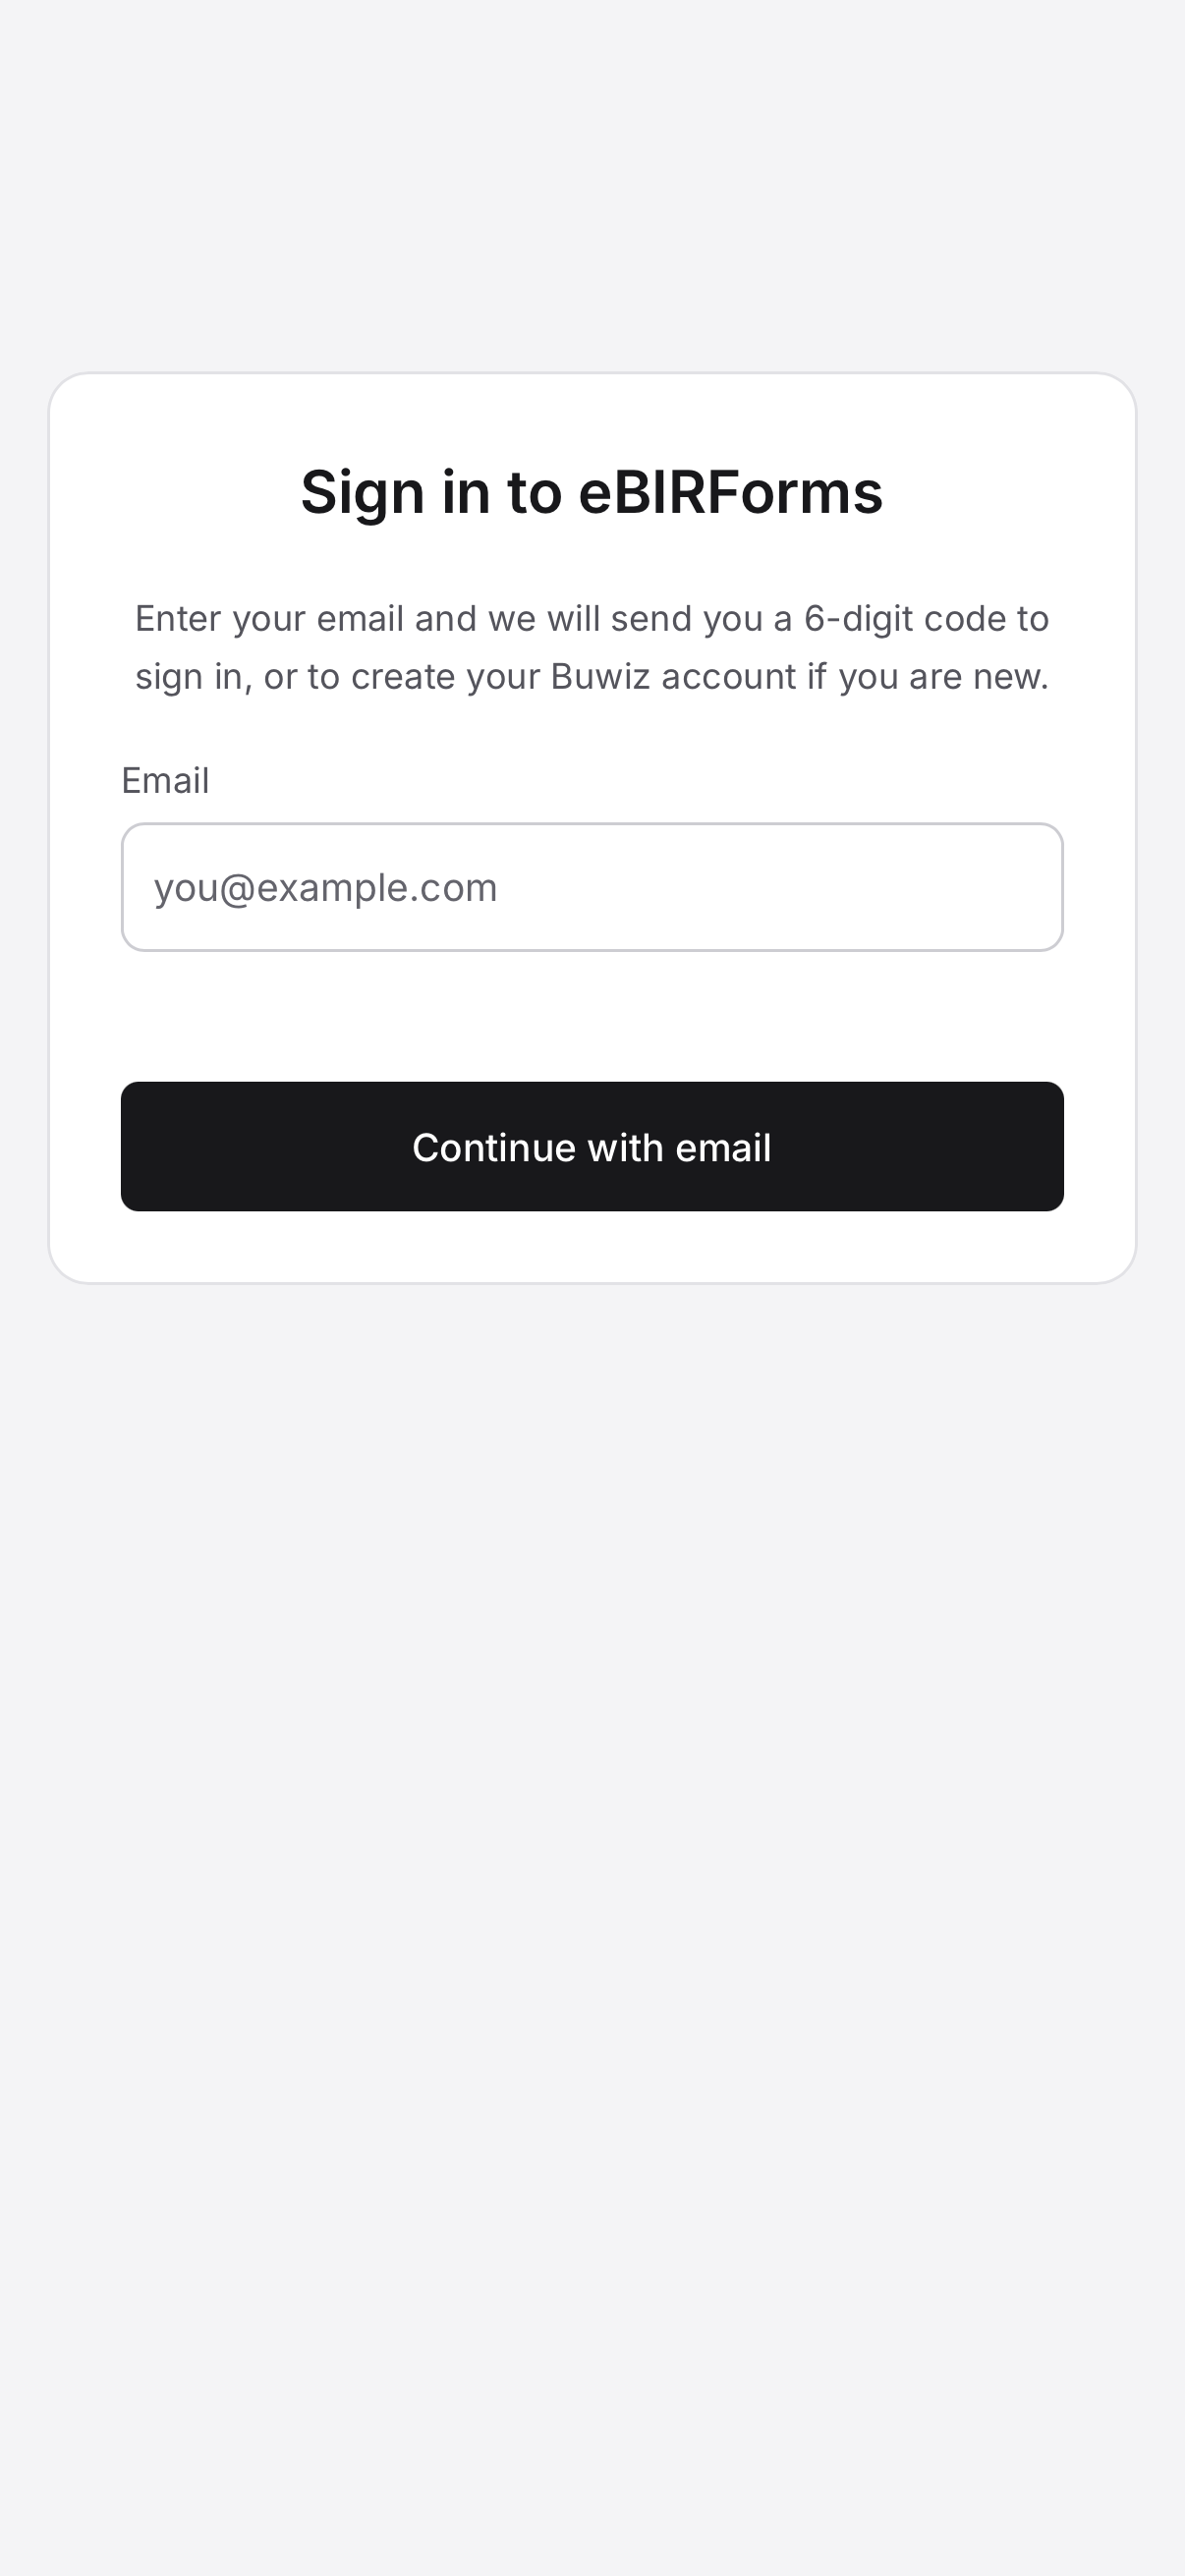 Sign in to eBIRForms
Enter your email and we will send you a 6-digit code to
sign in, or to create your Buwiz account if you are new.
Email
you@example.com
Continue with email